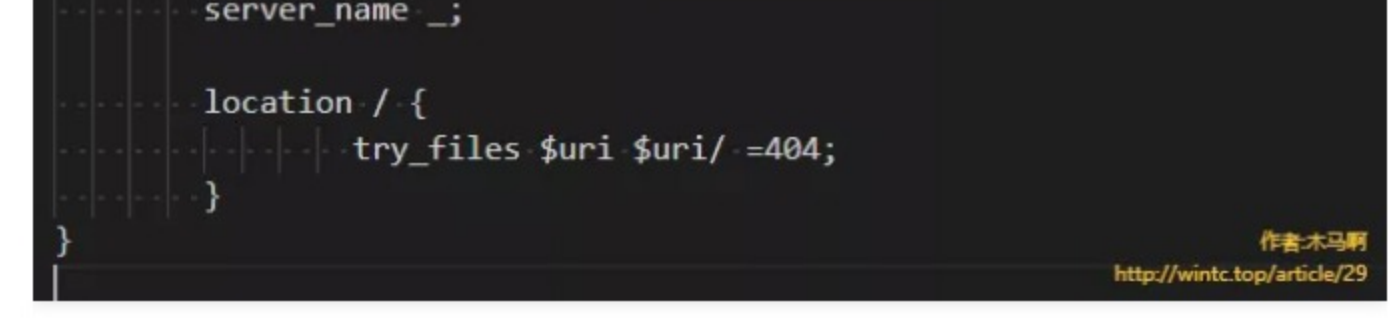 server_name _;
location / {
try_files $uri $uri/ =404;
}
}
作者:木马啊
http://wintc.top/article/29